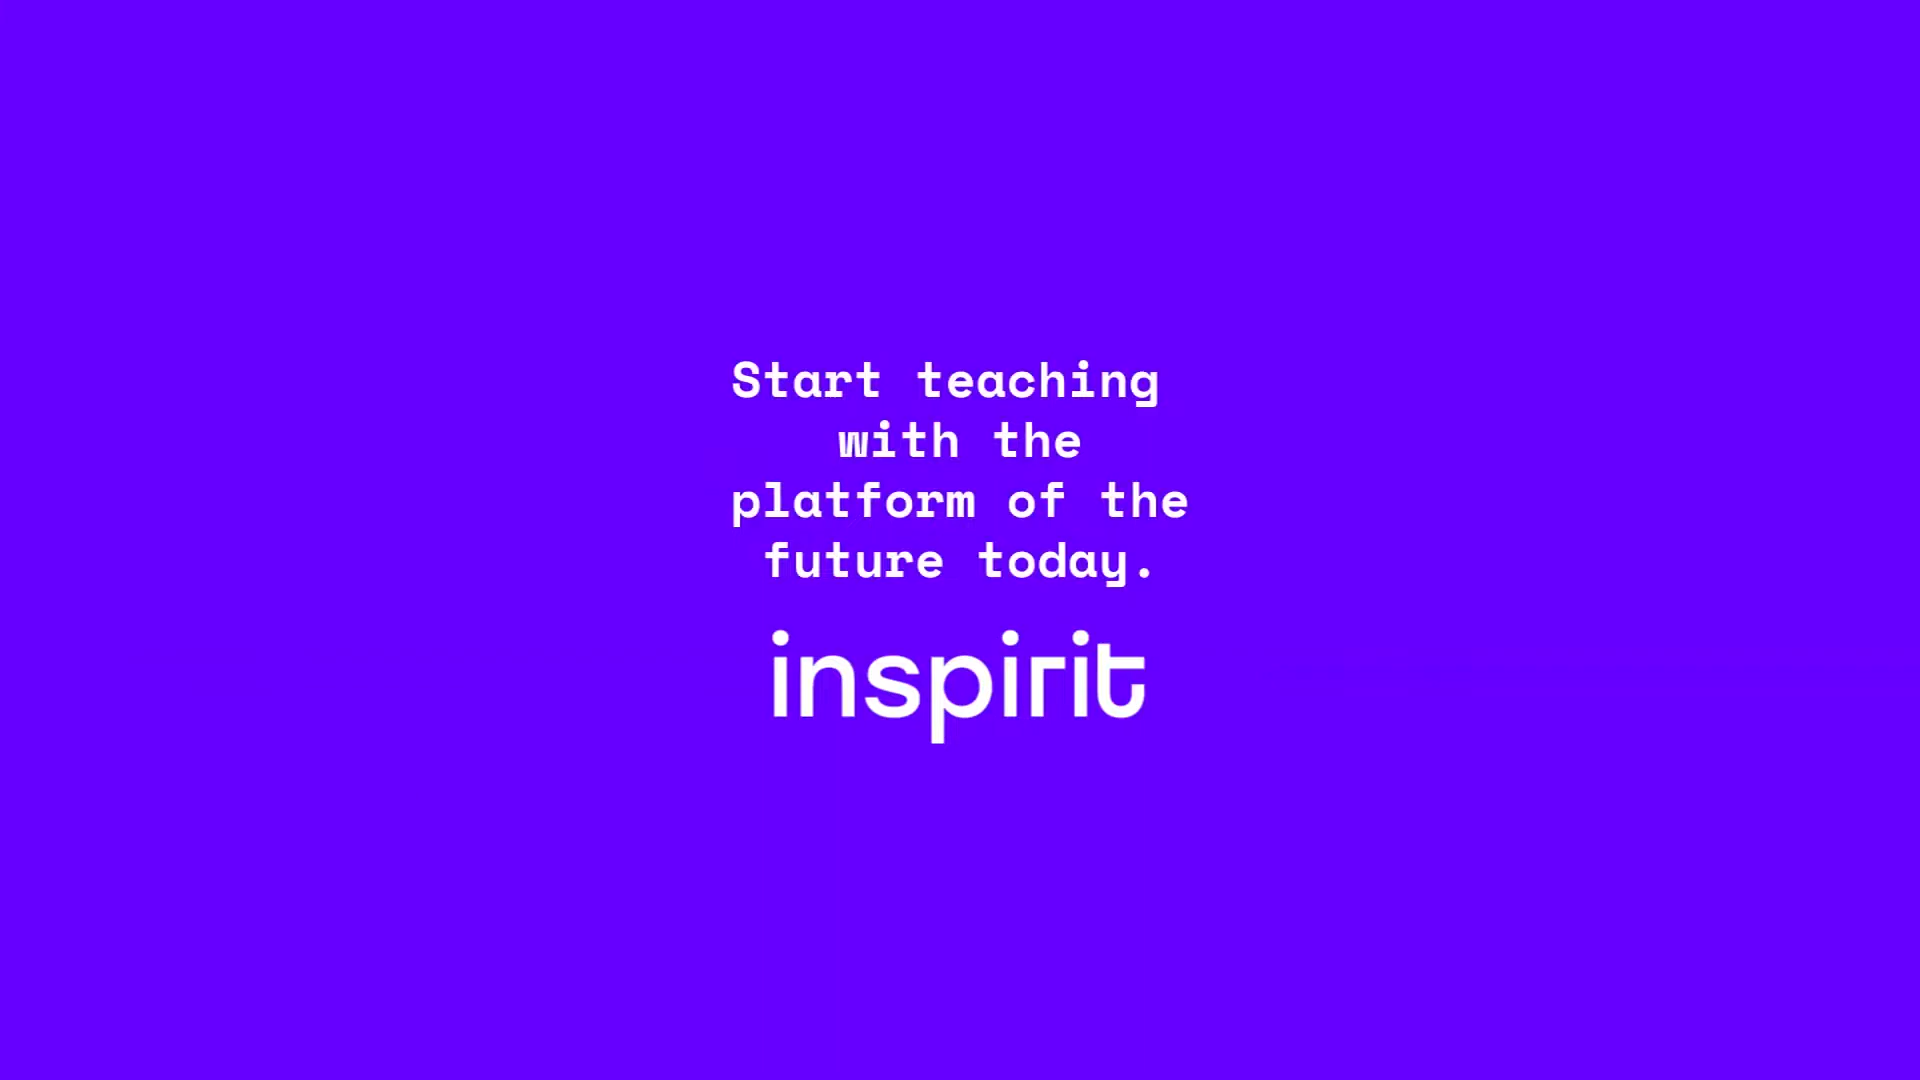 Start teaching
with the
platform of the
future today.
inspirit